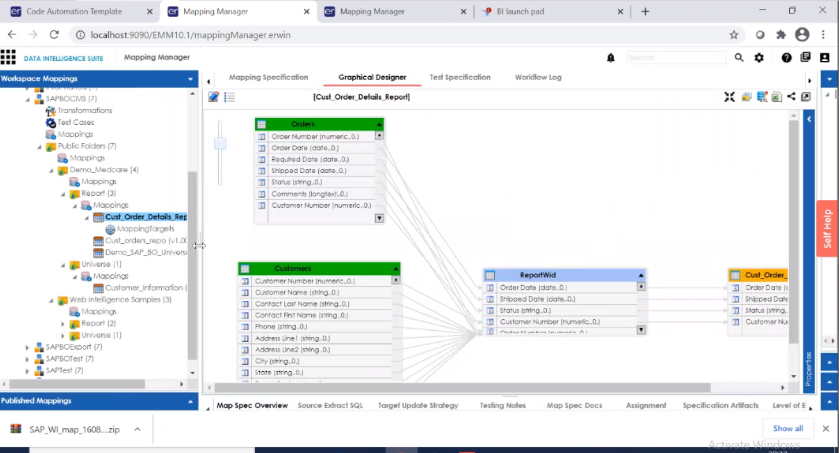 Code Automation Template
Mapping Manager
Mapping Manager
BI launch pad
localhost:9090/EMM10.1/mappingManager.erwin
DATA INTELLIGENCE SUITE
Mapping Manager
Search
Workspace Mappings
Mapping Specification
Graphical Designer
Test Specification
Workflow Log
[Cust_Order_Details_Report]
SAPBOCMS (7)
Transformations
Test Cases
Mappings
Public Folders (7)
Mappings
Demo_Medcare (4)
Mappings
Report (3)
Mappings
Cust_Order_Details_Rep
MappingTargets
Cust_orders_repo (v1.00
Demo_SAP_BO_Univers
Universe (1)
Mappings
Customer_Information (
Web Intelligence Samples (3)
Mappings
Report (2)
Universe (1)
SAPBOExport (7)
SAPBOTest (7)
SAPTest (7)
Orders
Order Number (numeric..0.)
Order Date (date..0.)
Required Date (date..0.)
Shipped Date (date..0.)
Status (string..0.)
Comments (longtext..0.)
Customer Number (numeric..0.)
Customers
Customer Number (numeric..0.)
Customer Name (string..0.)
Contact Last Name (string..0.)
Contact First Name (string..0.)
Phone (string..0.)
Address Line1 (string..0.)
Address Line2 (string..0.)
City (string..0.)
State (string..0.)
ReportWid
Order Date (date..0.)
Shipped Date (date..0.)
Status (string..0.)
Customer Number (numeric..0.)
Order Number (numeric..0.)
Cust_Order_
Order Date (d
Shipped Date
Status (string..
Customer Num
Self Help
Properties
Published Mappings
Map Spec Overview
Source Extract SQL
Target Update Strategy
Testing Notes
Map Spec Docs
Assignment
Specification Artifacts
Level of E
SAP_WI_map_1608....zip
Show all
Activate Windows